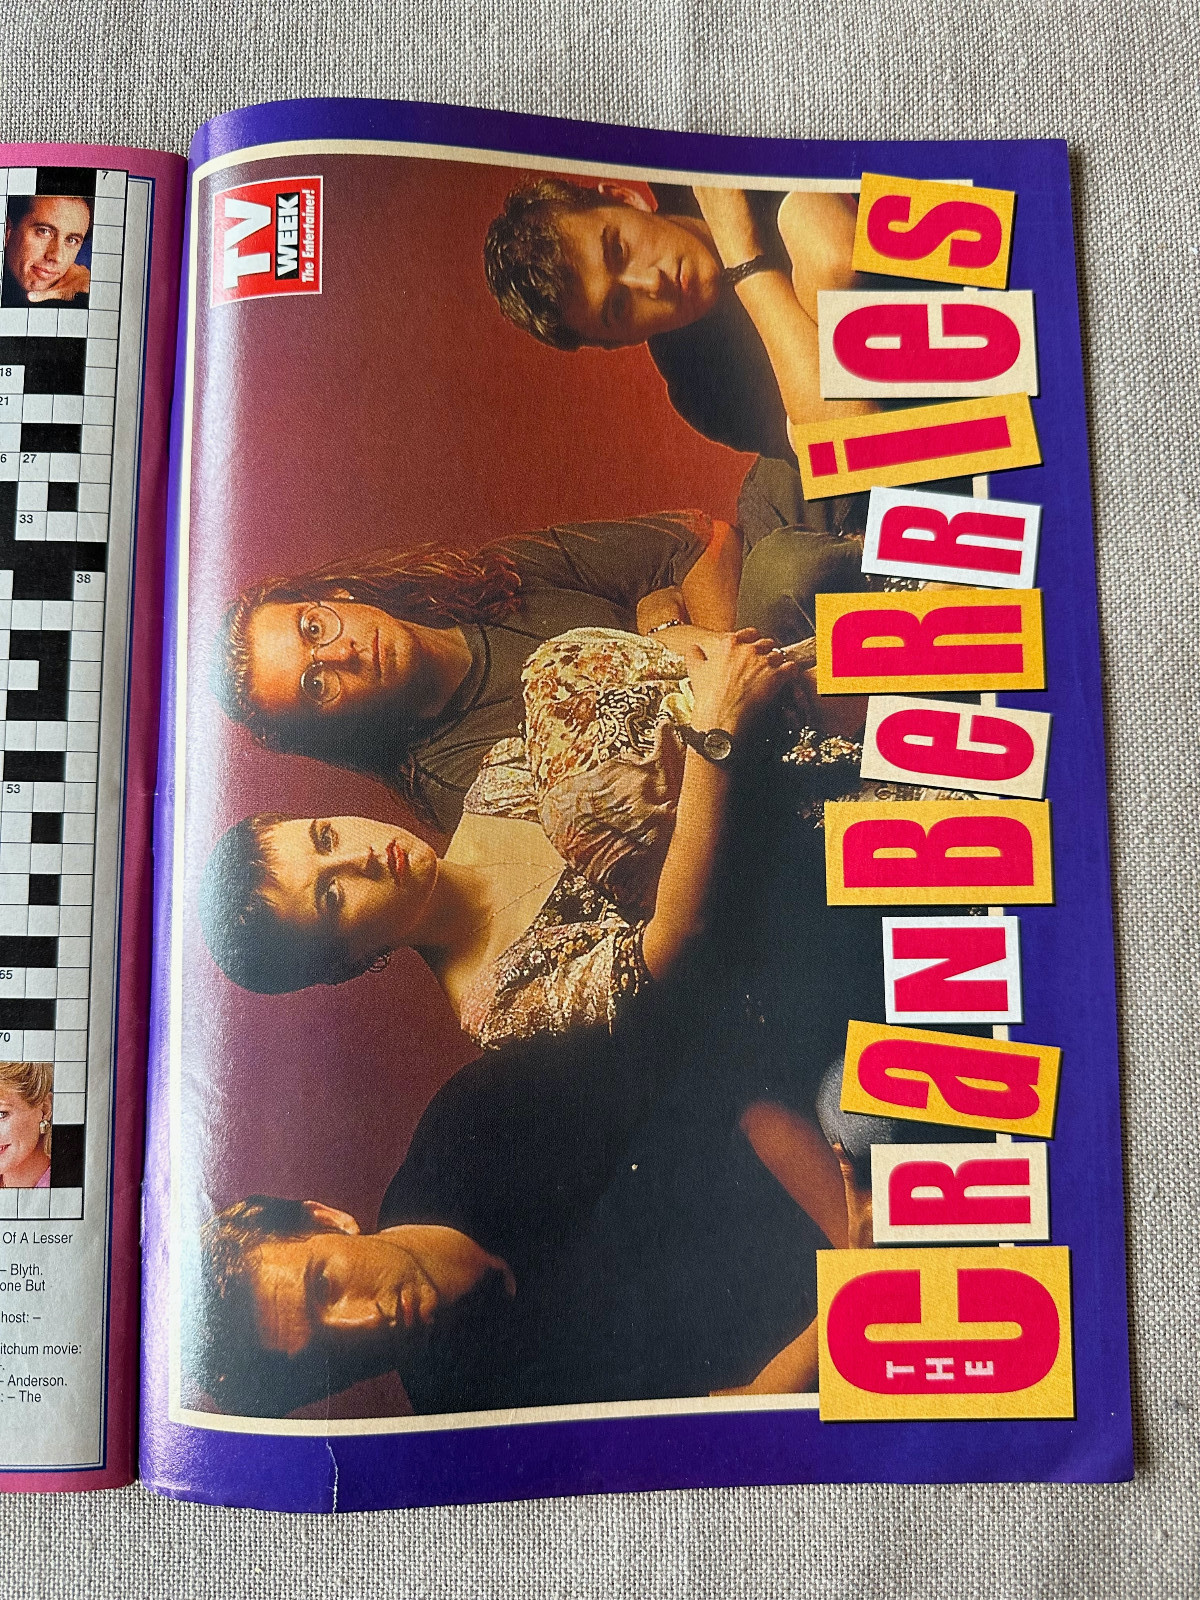 7
18
21
27
33
38
53
65
70
Of A Lesser
– Blyth.
one But
host: –
itchum movie:
– Anderson.
: – The
TV
WEEK
The Entertainer!
THE
CRaNBeRRieS